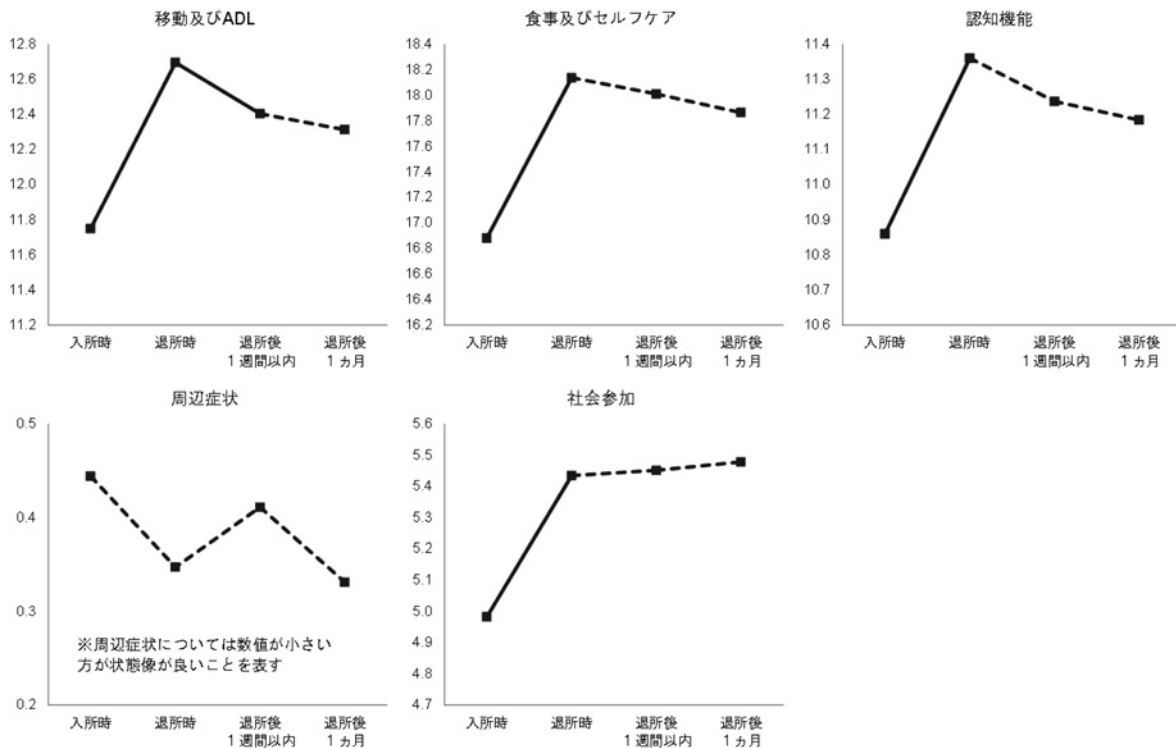 移動及びADL
12.8
12.6
12.4
12.2
12.0
11.8
11.6
11.4
11.2
入所時
退所時
退所後
1週間以内
退所後
1ヵ月
食事及びセルフケア
18.4
18.2
18.0
17.8
17.6
17.4
17.2
17.0
16.8
16.6
16.4
16.2
入所時
退所時
退所後
1週間以内
退所後
1ヵ月
認知機能
11.4
11.3
11.2
11.1
11.0
10.9
10.8
10.7
10.6
入所時
退所時
退所後
1週間以内
退所後
1ヵ月
周辺症状
0.5
0.4
0.3
0.2
※周辺症状については数値が小さい
方が状態像が良いことを表す
入所時
退所時
退所後
1週間以内
退所後
1ヵ月
社会参加
5.6
5.5
5.4
5.3
5.2
5.1
5.0
4.9
4.8
4.7
入所時
退所時
退所後
1週間以内
退所後
1ヵ月